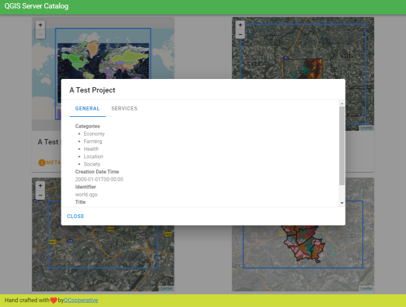 QGIS Server Catalog
A Test Project
GENERAL SERVICES
Categories
Economy
Farming
Health
Location
Society
Creation Date Time
2000-01-01T00:00:00
Identifier
world.qgs
Title
CLOSE
A Test
META
Hand crafted with ❤ by QCooperative